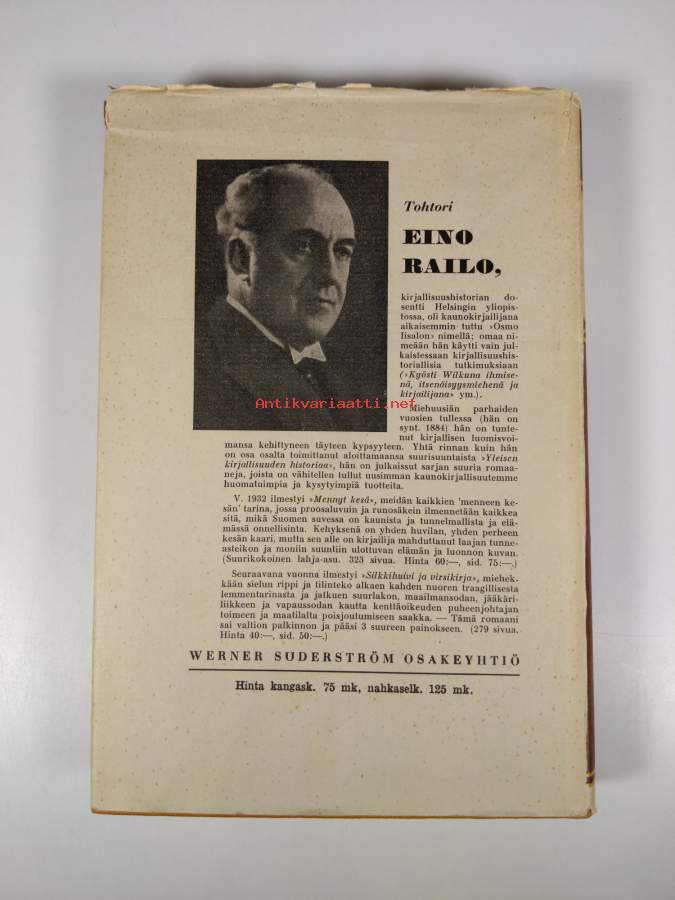 Tohtori
EINO
RAILO,
kirjallisuushistorian do-
sentti Helsingin yliopis-
tossa, oli kaunokirjailijana
aikaisemmin tuttu »Osmo
Iisalon» nimellä; omaa ni-
meään hän käytti vain jul-
kaistessaan kirjallisuushis-
toriallisia tutkimuksiaan
(»Kyösti Wilkuna ihmise-
nä, itsenäisyysmiehenä ja
kirjailijana» ym.).
Antikvariaatti.net
Miehuusiän parhaiden
vuosien tullessa (hän on
synt. 1884) hän on tunte-
nut kirjallisen luomisvoi-
mansa kehittyneen täyteen kypsyyteen. Yhtä rinnan kuin hän
on osa osalta toimittanut aloittamaansa suurisuuntaista »Yleisen
kirjallisuuden historiaa», hän on julkaissut sarjan suuria romaa-
neja, joista on vähitellen tullut uusimman kaunokirjallisuutemme
huomatuimpia ja kysytyimpiä tuotteita.
V. 1932 ilmestyi »Mennyt kesä», meidän kaikkien 'menneen ke-
sän' tarina, jossa proosaluvuin ja runosäkein ilmennetään kaikkea
sitä, mikä Suomen suvessa on kaunista ja tunnelmallista ja elä-
mässä onnellisinta. Kehyksenä on yhden huvilan, yhden perheen
kesän kaari, mutta sen alle on kirjailija mahduttanut laajan tunne-
asteikon ja moniin suuntiin ulottuvan elämän ja luonnon kuvan.
(Suurikokoinen lahja-asu. 323 sivua. Hinta 60:—, sid. 75:—.)
Seuraavana vuonna ilmestyi »Silkkihuivi ja virsikirja», miehek-
kään sielun rippi ja tilinteko alkaen kahden nuoren traagillisesta
lemmentarinasta ja jatkuen suurlakon, maailmansodan, jääkäri-
liikkeen ja vapaussodan kautta kenttäoikeuden puheenjohtajan
toimeen ja maatilalta poisjoutumiseen saakka. — Tämä romaani
sai valtion palkinnon ja pääsi 3 suureen painokseen. (279 sivua.
Hinta 40:—, sid. 50:—.)
WERNER SÖDERSTRÖM OSAKEYHTIÖ
Hinta kangask. 75 mk, nahkaselk. 125 mk.